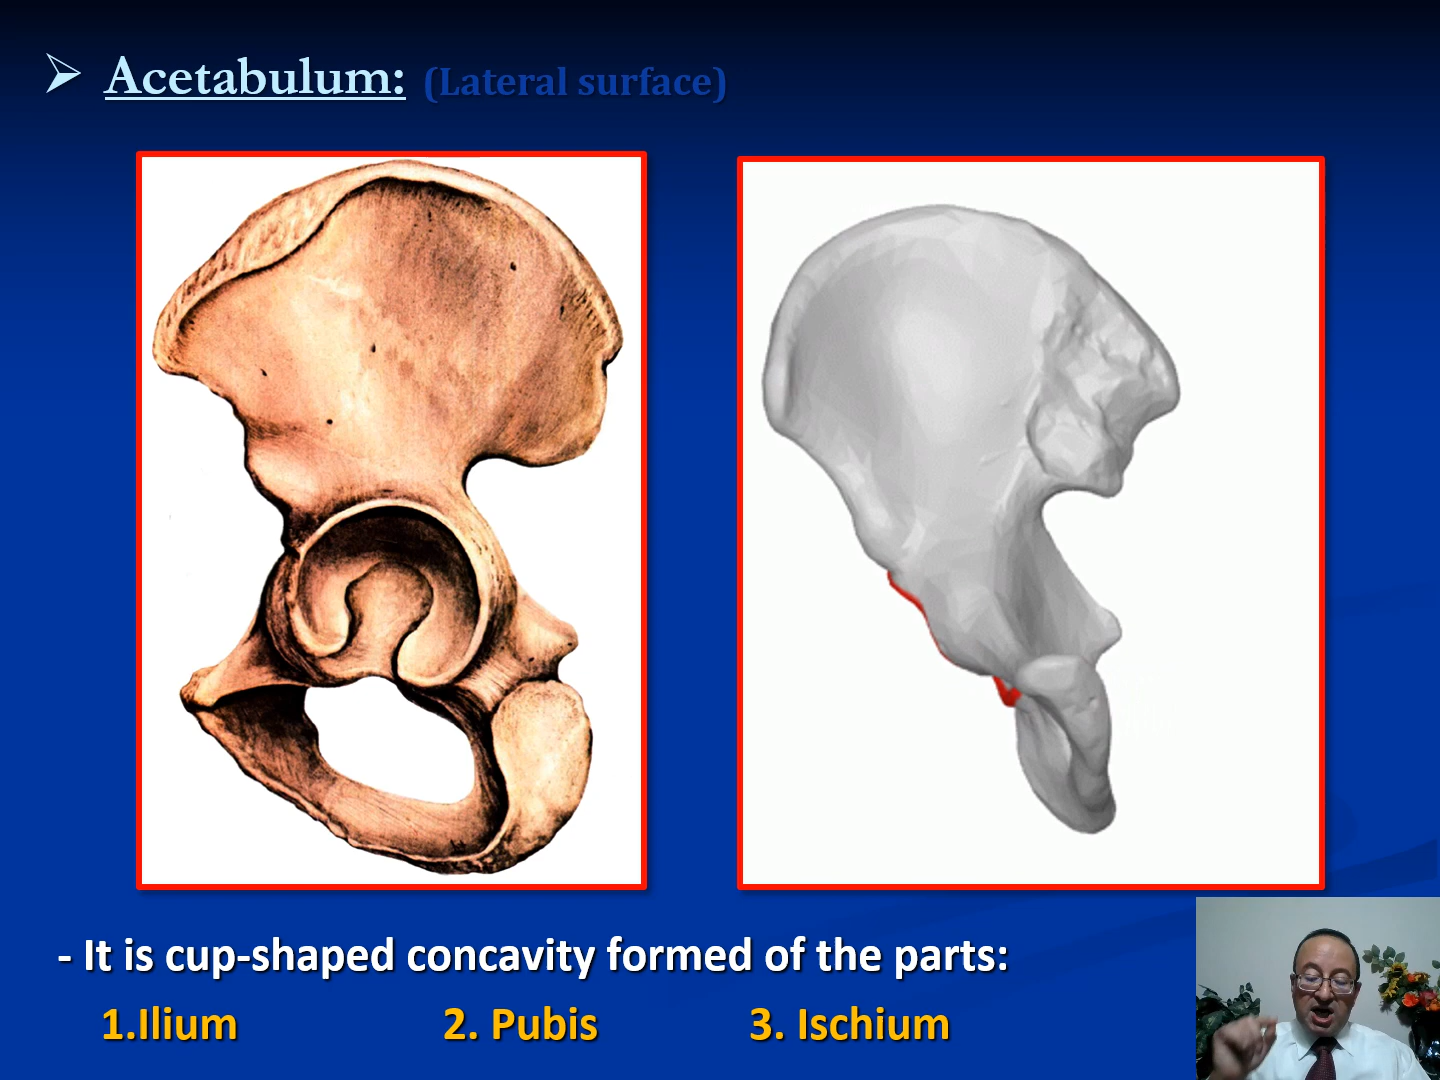 Acetabulum: (Lateral surface)
- It is cup-shaped concavity formed of the parts:
1.Ilium 2. Pubis 3. Ischium